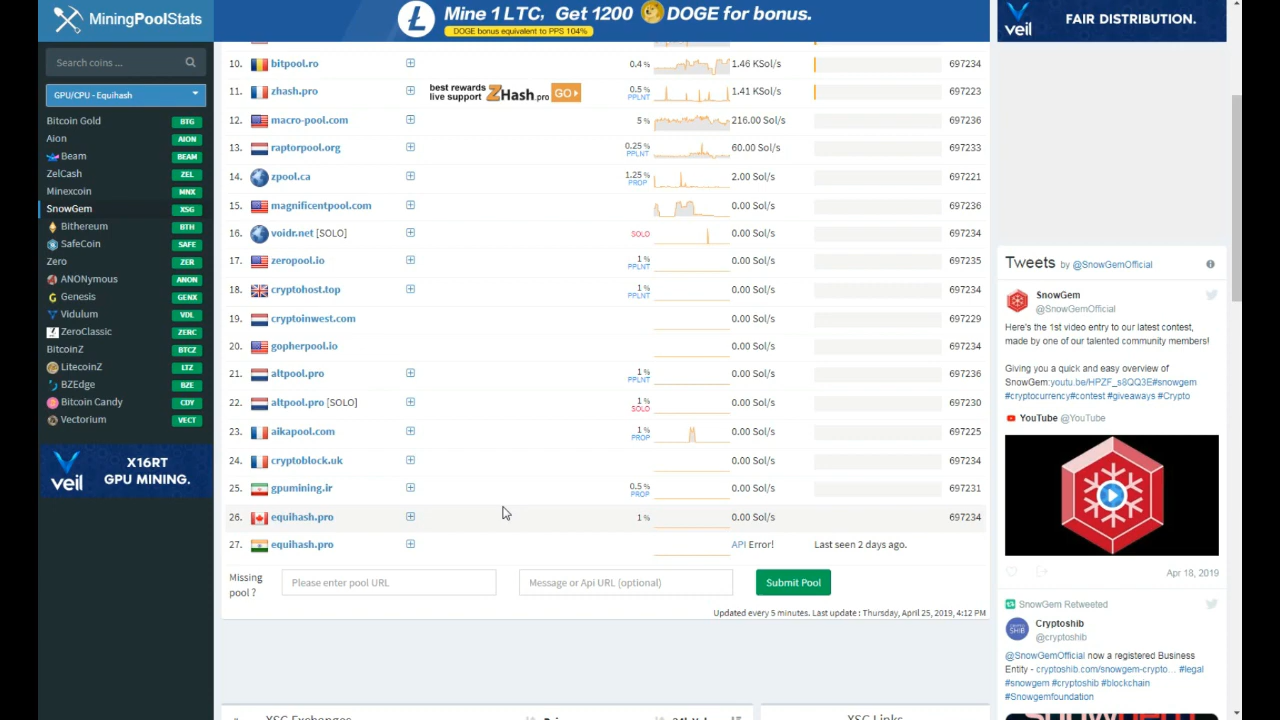 MiningPoolStats
Mine 1 LTC, Get 1200 DOGE for bonus.
DOGE bonus equivalent to PPS 104%
veil
FAIR DISTRIBUTION.
Search coins ...
GPU/CPU - Equihash
Bitcoin Gold BTG
Aion AION
Beam BEAM
ZelCash ZEL
Minexcoin MNX
SnowGem XSG
Bithereum BTH
SafeCoin SAFE
Zero ZER
ANONymous ANON
Genesis GENX
Vidulum VDL
ZeroClassic ZERC
BitcoinZ BTCZ
LitecoinZ LTZ
BZEdge BZE
Bitcoin Candy CDY
Vectorium VECT
veil
X16RT
GPU MINING.
10. bitpool.ro 0.4 % 1.46 KSol/s 697234
11. zhash.pro best rewards live support ZHash.pro GO 0.5 % PPLNT 1.41 KSol/s 697223
12. macro-pool.com 5 % 216.00 Sol/s 697236
13. raptorpool.org 0.25 % PPLNT 60.00 Sol/s 697233
14. zpool.ca 1.25 % PROP 2.00 Sol/s 697221
15. magnificentpool.com 0.00 Sol/s 697236
16. voidr.net [SOLO] SOLO 0.00 Sol/s 697234
17. zeropool.io 1 % PPLNT 0.00 Sol/s 697235
18. cryptohost.top 1 % PPLNT 0.00 Sol/s 697234
19. cryptoinwest.com 0.00 Sol/s 697229
20. gopherpool.io 0.00 Sol/s 697234
21. altpool.pro 1 % PPLNT 0.00 Sol/s 697236
22. altpool.pro [SOLO] 1 % SOLO 0.00 Sol/s 697230
23. aikapool.com 1 % PROP 0.00 Sol/s 697225
24. cryptoblock.uk 0.00 Sol/s 697234
25. gpumining.ir 0.5 % PROP 0.00 Sol/s 697231
26. equihash.pro 1 % 0.00 Sol/s 697234
27. equihash.pro API Error! Last seen 2 days ago.
Missing pool ? Please enter pool URL Message or Api URL (optional) Submit Pool
Updated every 5 minutes. Last update : Thursday, April 25, 2019, 4:12 PM
XSG Exchanges
XSG Links
Tweets by @SnowGemOfficial
SnowGem
@SnowGemOfficial
Here's the 1st video entry to our latest contest,
made by one of our talented community members!
Giving you a quick and easy overview of
SnowGem:youtu.be/HPZF_s8QQ3E#snowgem
#cryptocurrency#contest #giveaways #Crypto
YouTube @YouTube
Apr 18, 2019
SnowGem Retweeted
Cryptoshib
@cryptoshib
@SnowGemOfficial now a registered Business
Entity - cryptoshib.com/snowgem-crypto... #legal
#snowgem #cryptoshib #blockchain
#Snowgemfoundation